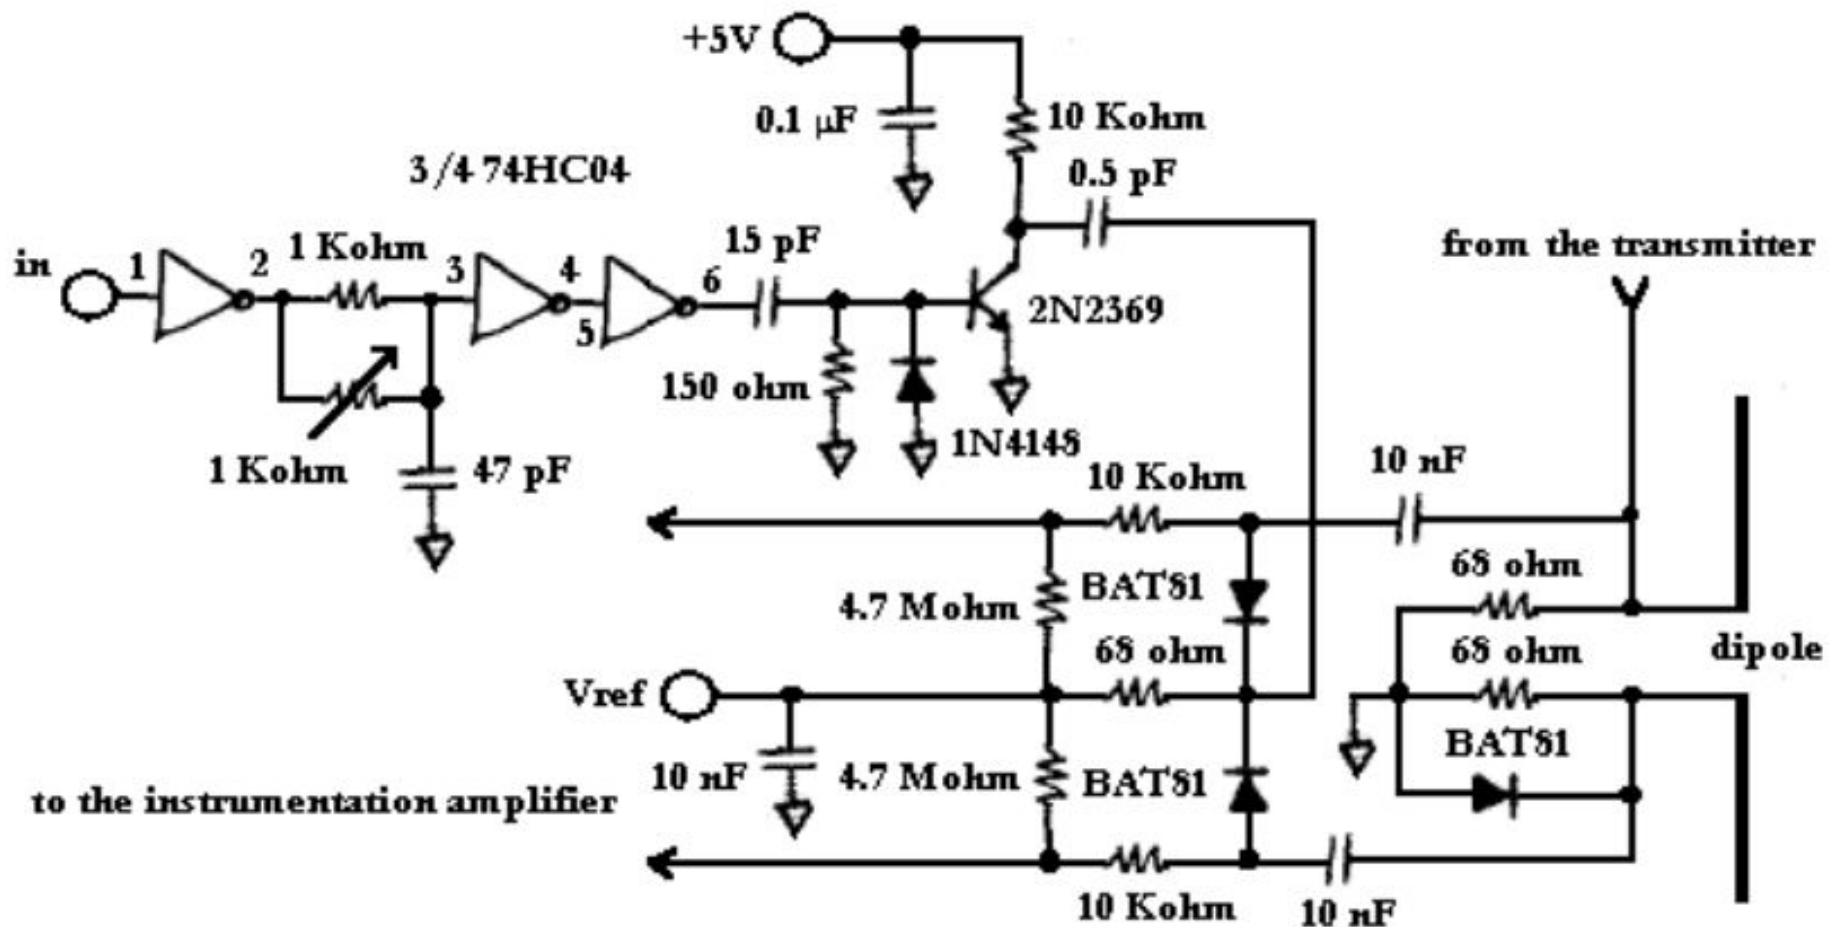 +5V
0.1 μF
10 Kohm
3/4 74HC04
0.5 pF
in
1
2
1 Kohm
3
4
5
6
15 pF
2N2369
from the transmitter
150 ohm
1N4148
1 Kohm
47 pF
10 Kohm
10 nF
4.7 Mohm
BAT81
68 ohm
68 ohm
68 ohm
dipole
Vref
BAT81
10 nF
4.7 Mohm
BAT81
to the instrumentation amplifier
10 Kohm
10 nF